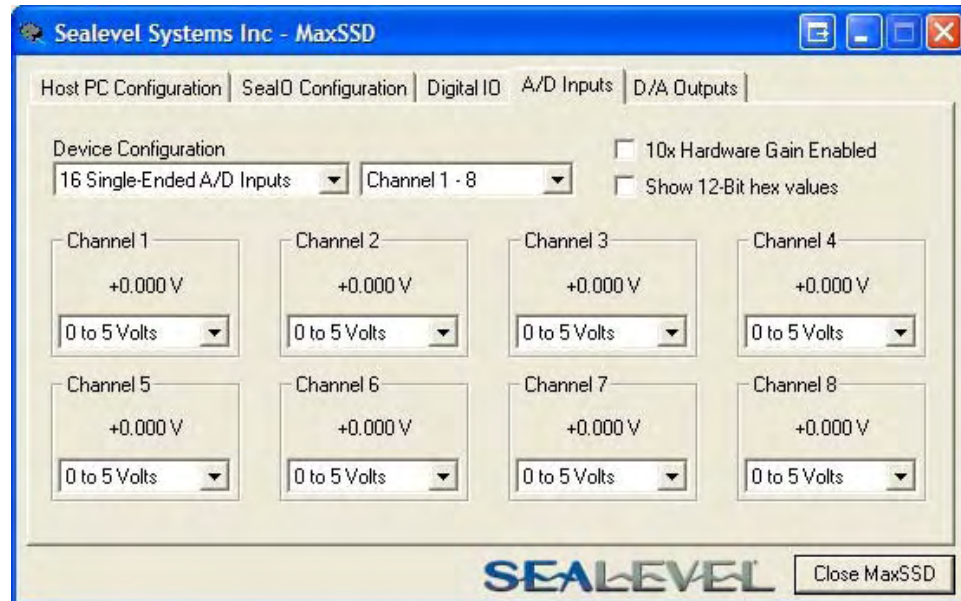 Sealevel Systems Inc - MaxSSD
Host PC Configuration SealO Configuration Digital IO A/D Inputs D/A Outputs
Device Configuration
16 Single-Ended A/D Inputs Channel 1 - 8
10x Hardware Gain Enabled
Show 12-Bit hex values
Channel 1 Channel 2 Channel 3 Channel 4
+0.000 V +0.000 V +0.000 V +0.000 V
0 to 5 Volts 0 to 5 Volts 0 to 5 Volts 0 to 5 Volts
Channel 5 Channel 6 Channel 7 Channel 8
+0.000 V +0.000 V +0.000 V +0.000 V
0 to 5 Volts 0 to 5 Volts 0 to 5 Volts 0 to 5 Volts
SEALEVEL Close MaxSSD